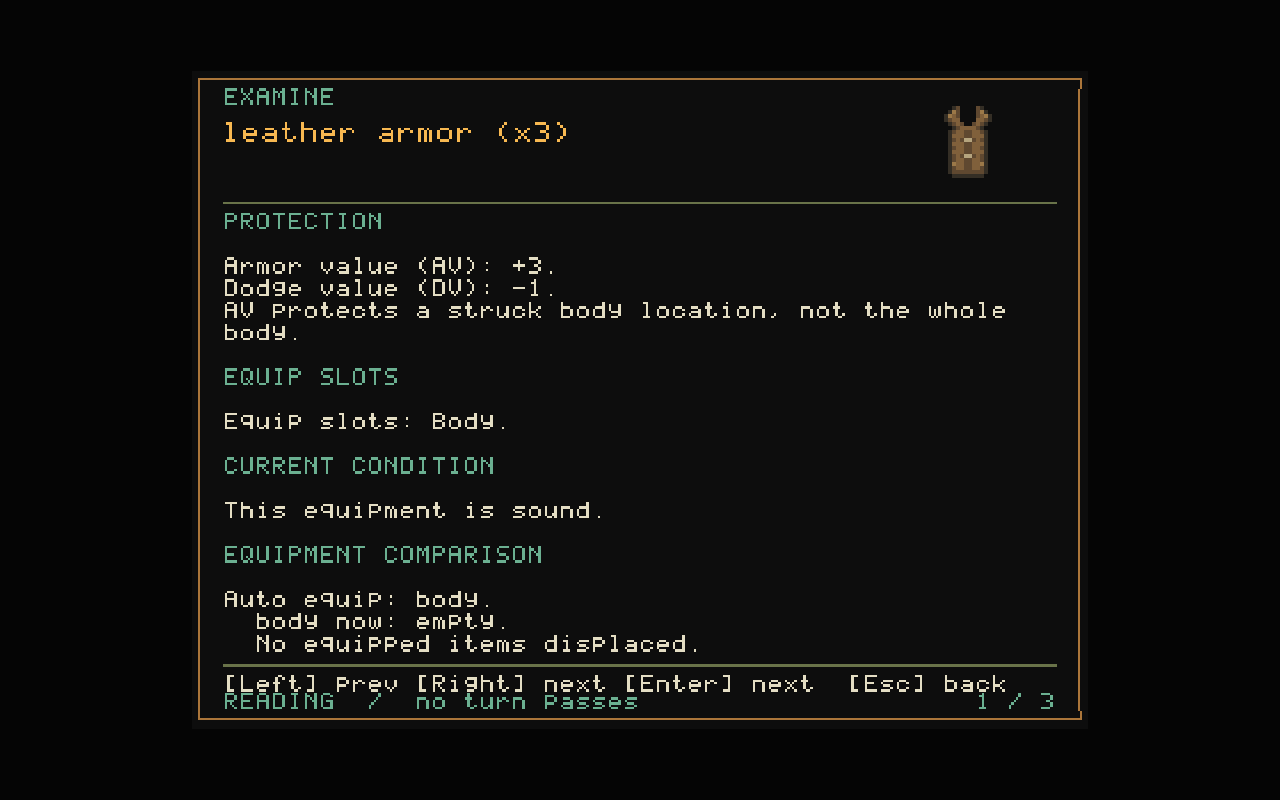 EXAMINE
leather armor (x3)
PROTECTION
Armor value (AV): +3.
Dodge value (DV): -1.
AV protects a struck body location, not the whole
body.
EQUIP SLOTS
Equip slots: Body.
CURRENT CONDITION
This equipment is sound.
EQUIPMENT COMPARISON
Auto equip: body.
body now: empty.
No equipped items displaced.
[Left] prev [Right] next [Enter] next [Esc] back
READING / no turn passes 1 / 3